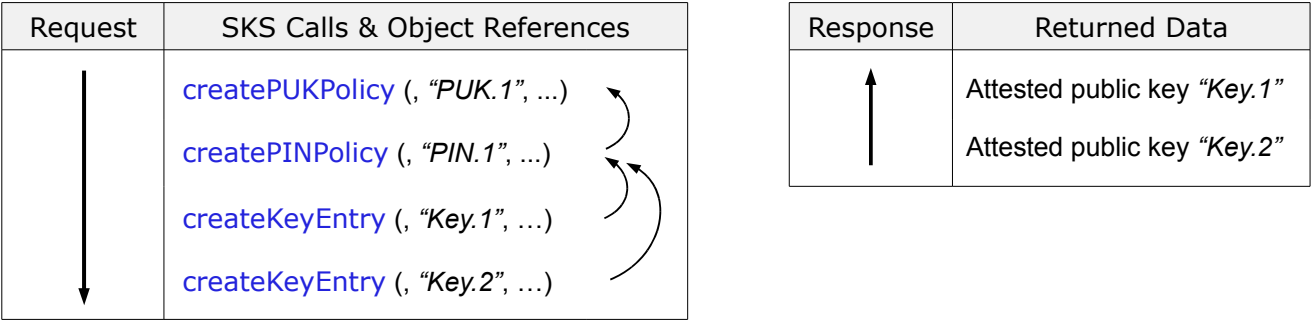 Request SKS Calls & Object References
createPUKPolicy (, “PUK.1”, ...)
createPINPolicy (, “PIN.1”, ...)
createKeyEntry (, “Key.1”, …)
createKeyEntry (, “Key.2”, …)
Response Returned Data
Attested public key “Key.1”
Attested public key “Key.2”